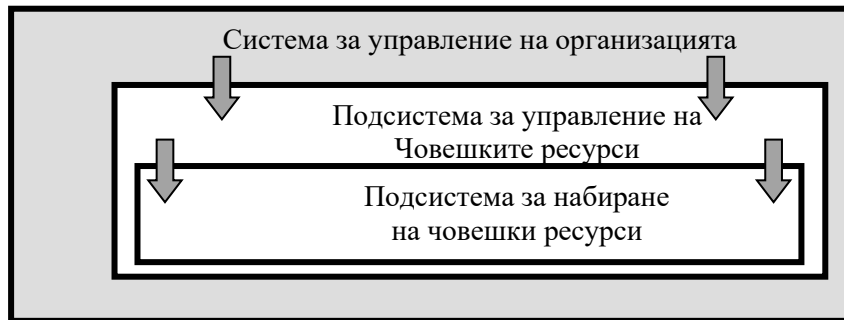 Система за управление на организацията
Подсистема за управление на
Човешките ресурси
Подсистема за набиране
на човешки ресурси